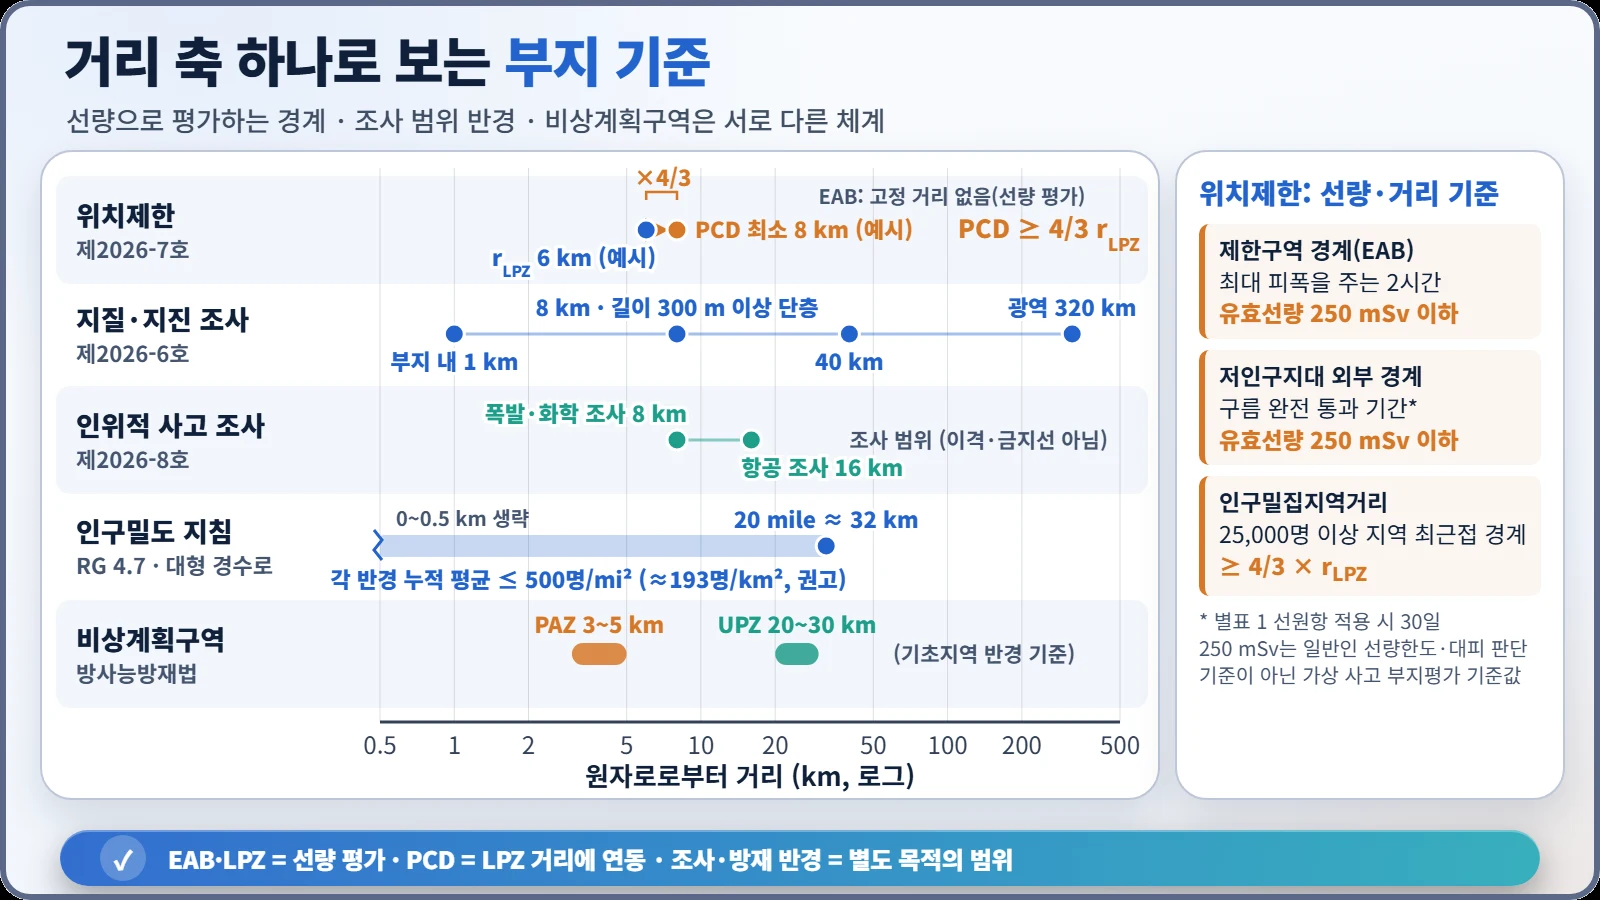 거리 축 하나로 보는 부지 기준
선량으로 평가하는 경계 · 조사 범위 반경 · 비상계획구역은 서로 다른 체계
위치제한
제2026-7호
×4/3
EAB: 고정 거리 없음(선량 평가)
PCD 최소 8 km (예시)
PCD ≥ 4/3 rLPZ
rLPZ 6 km (예시)
지질·지진 조사
제2026-6호
8 km · 길이 300 m 이상 단층
광역 320 km
부지 내 1 km
40 km
인위적 사고 조사
제2026-8호
폭발·화학 조사 8 km
조사 범위 (이격·금지선 아님)
항공 조사 16 km
인구밀도 지침
RG 4.7 · 대형 경수로
0~0.5 km 생략
20 mile ≈ 32 km
각 반경 누적 평균 ≤ 500명/mi² (≈193명/km², 권고)
비상계획구역
방사능방재법
PAZ 3~5 km
UPZ 20~30 km
(기초지역 반경 기준)
0.5 1 2 5 10 20 50 100 200 500
원자로로부터 거리 (km, 로그)
위치제한: 선량·거리 기준
제한구역 경계(EAB)
최대 피폭을 주는 2시간
유효선량 250 mSv 이하
저인구지대 외부 경계
구름 완전 통과 기간*
유효선량 250 mSv 이하
인구밀집지역거리
25,000명 이상 지역 최근접 경계
≥ 4/3 × rLPZ
* 별표 1 선원항 적용 시 30일
250 mSv는 일반인 선량한도·대피 판단
기준이 아닌 가상 사고 부지평가 기준값
✓ EAB·LPZ = 선량 평가 · PCD = LPZ 거리에 연동 · 조사·방재 반경 = 별도 목적의 범위